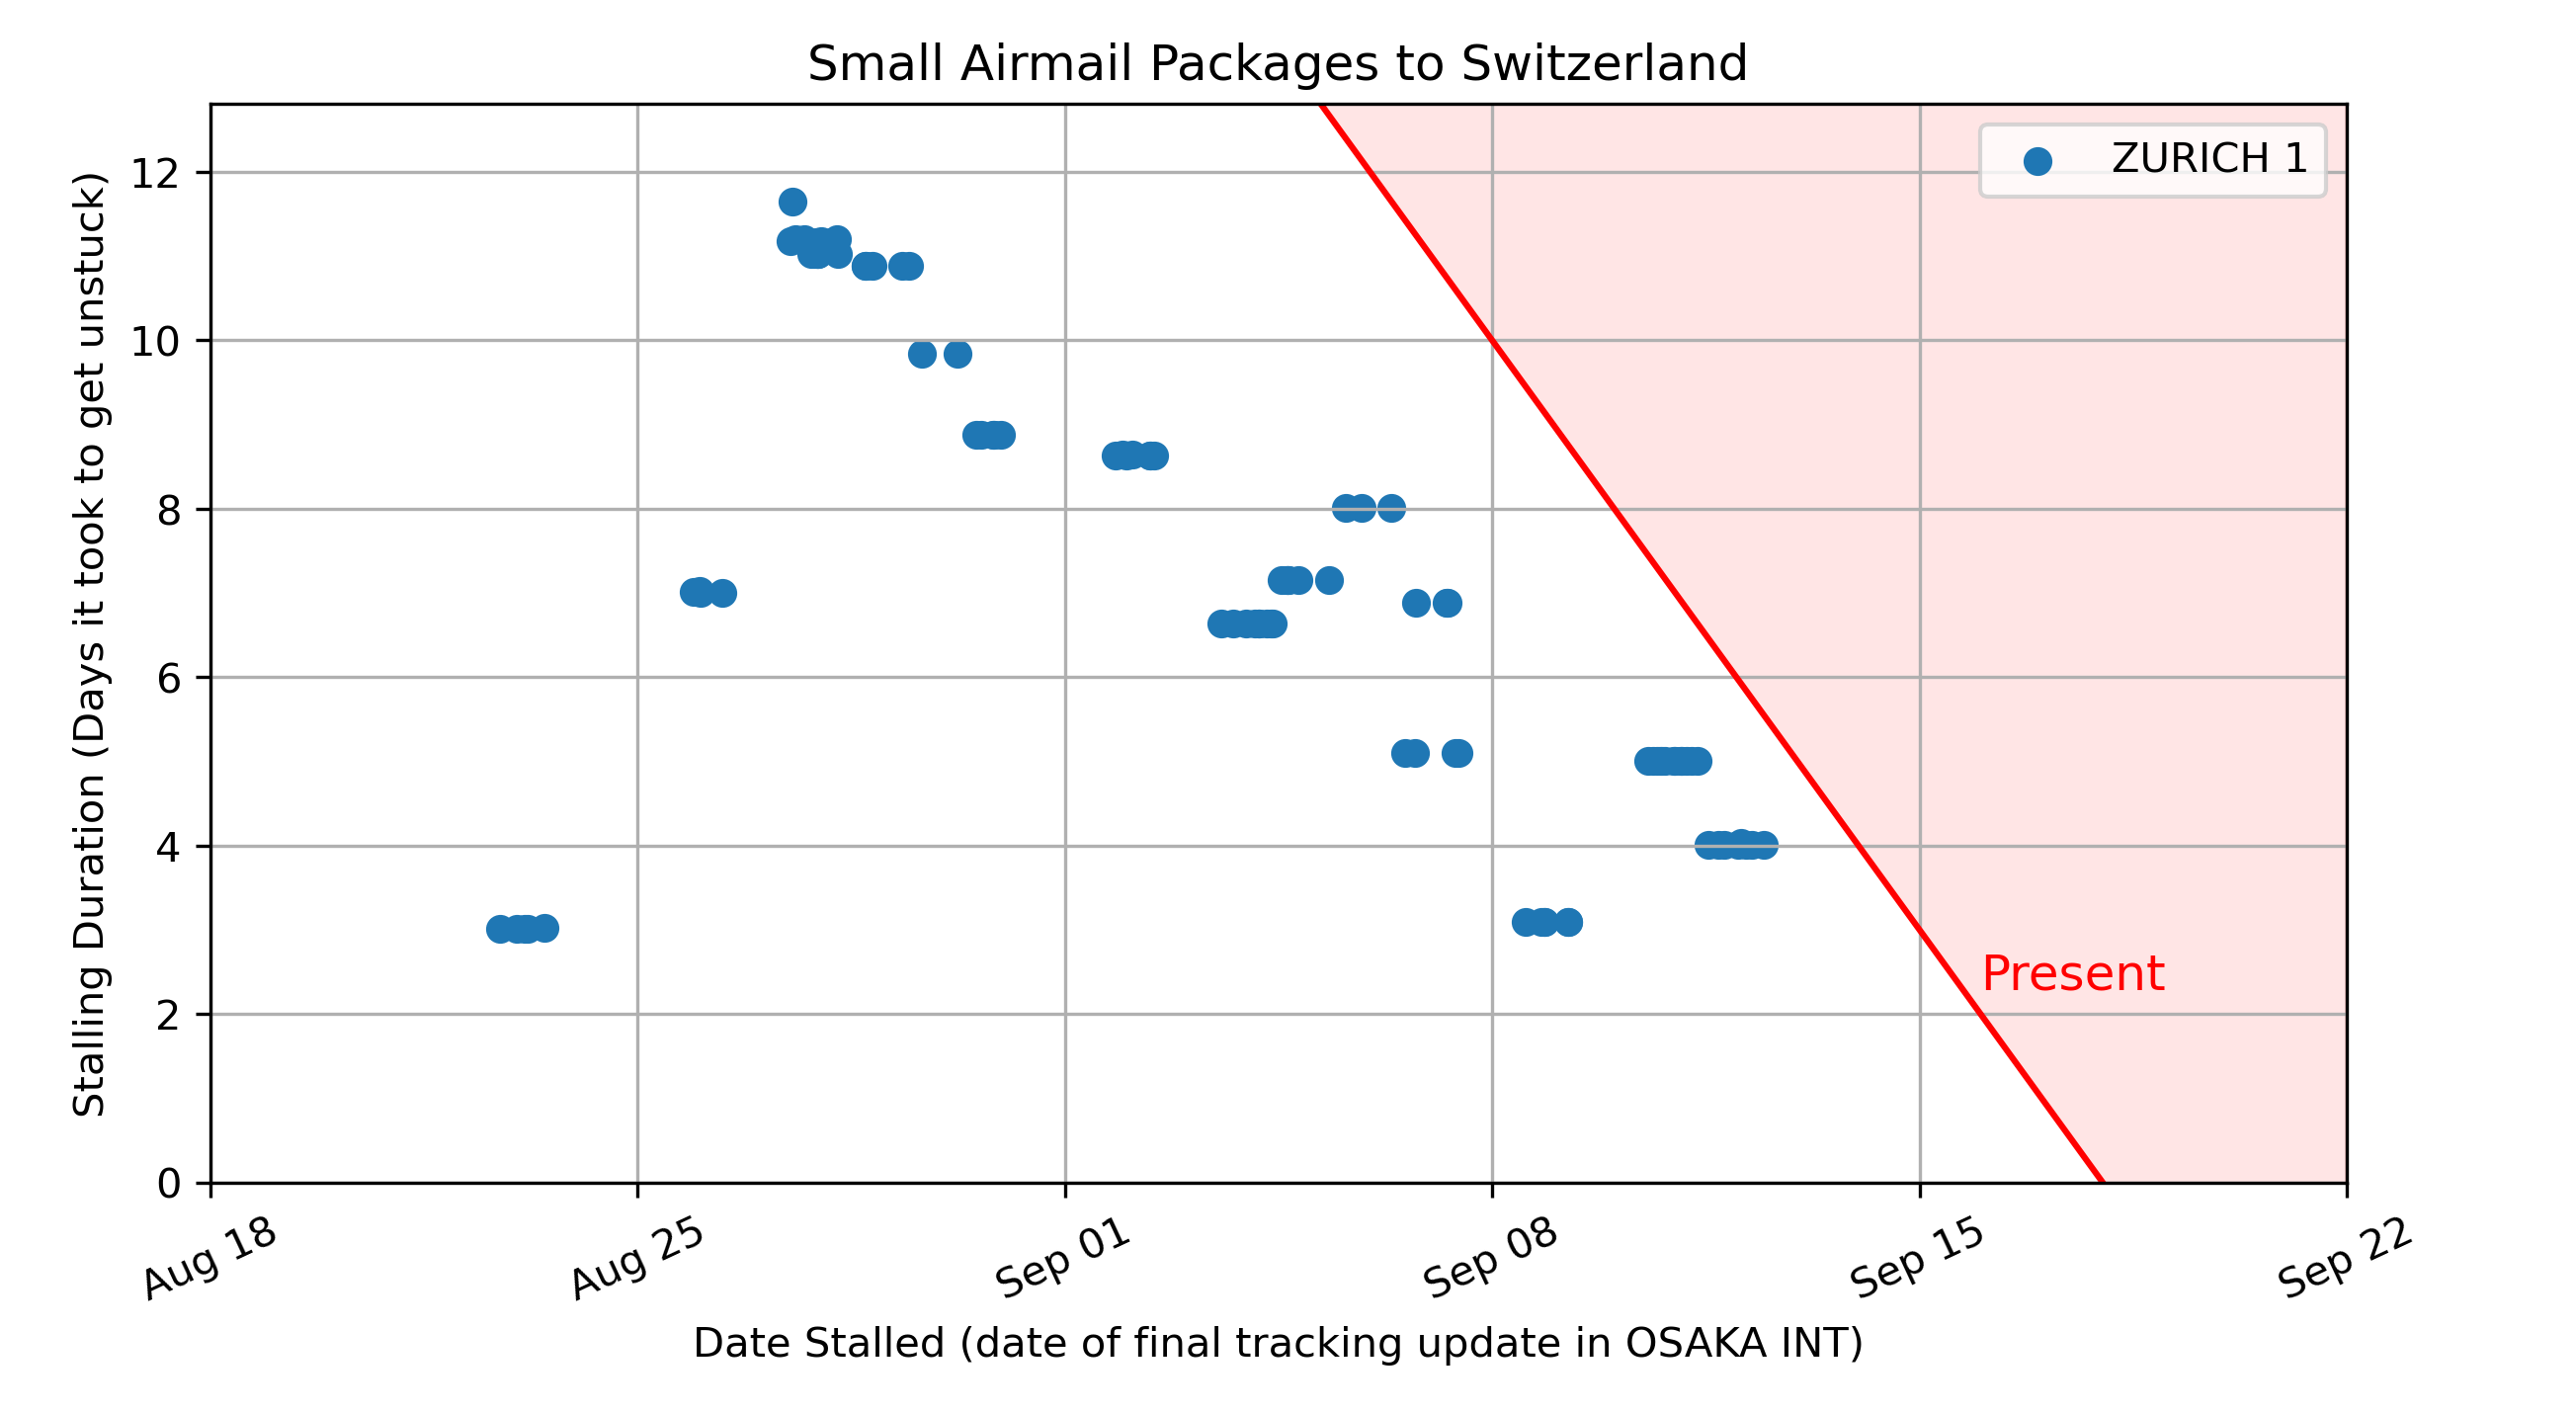 Small Airmail Packages to Switzerland
ZURICH 1
Stalling Duration (Days it took to get unstuck)
12
10
8
6
4
2
0
Present
Aug 18
Aug 25
Sep 01
Sep 08
Sep 15
Sep 22
Date Stalled (date of final tracking update in OSAKA INT)